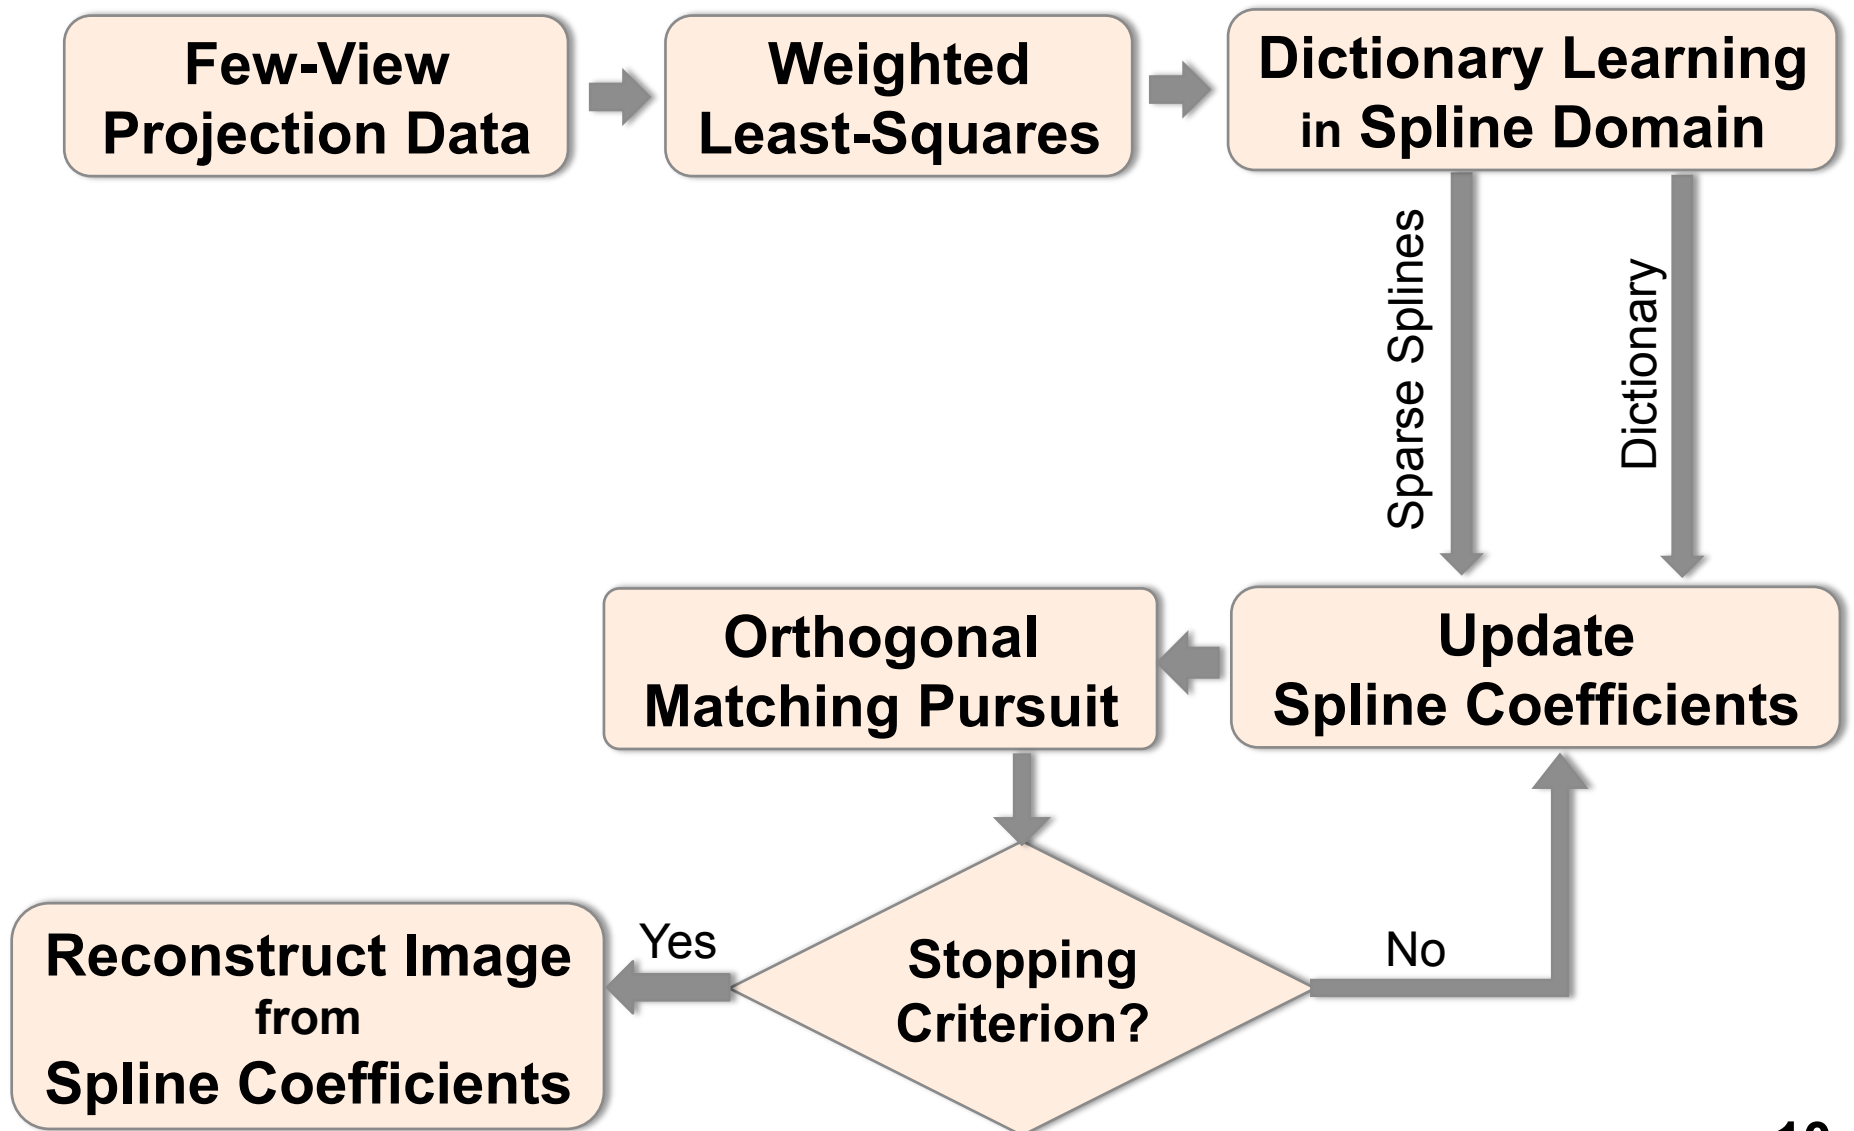 Few-View
Projection Data
Weighted
Least-Squares
Dictionary Learning
in Spline Domain
Sparse Splines
Dictionary
Orthogonal
Matching Pursuit
Update
Spline Coefficients
Stopping
Criterion?
Yes
No
Reconstruct Image
from
Spline Coefficients